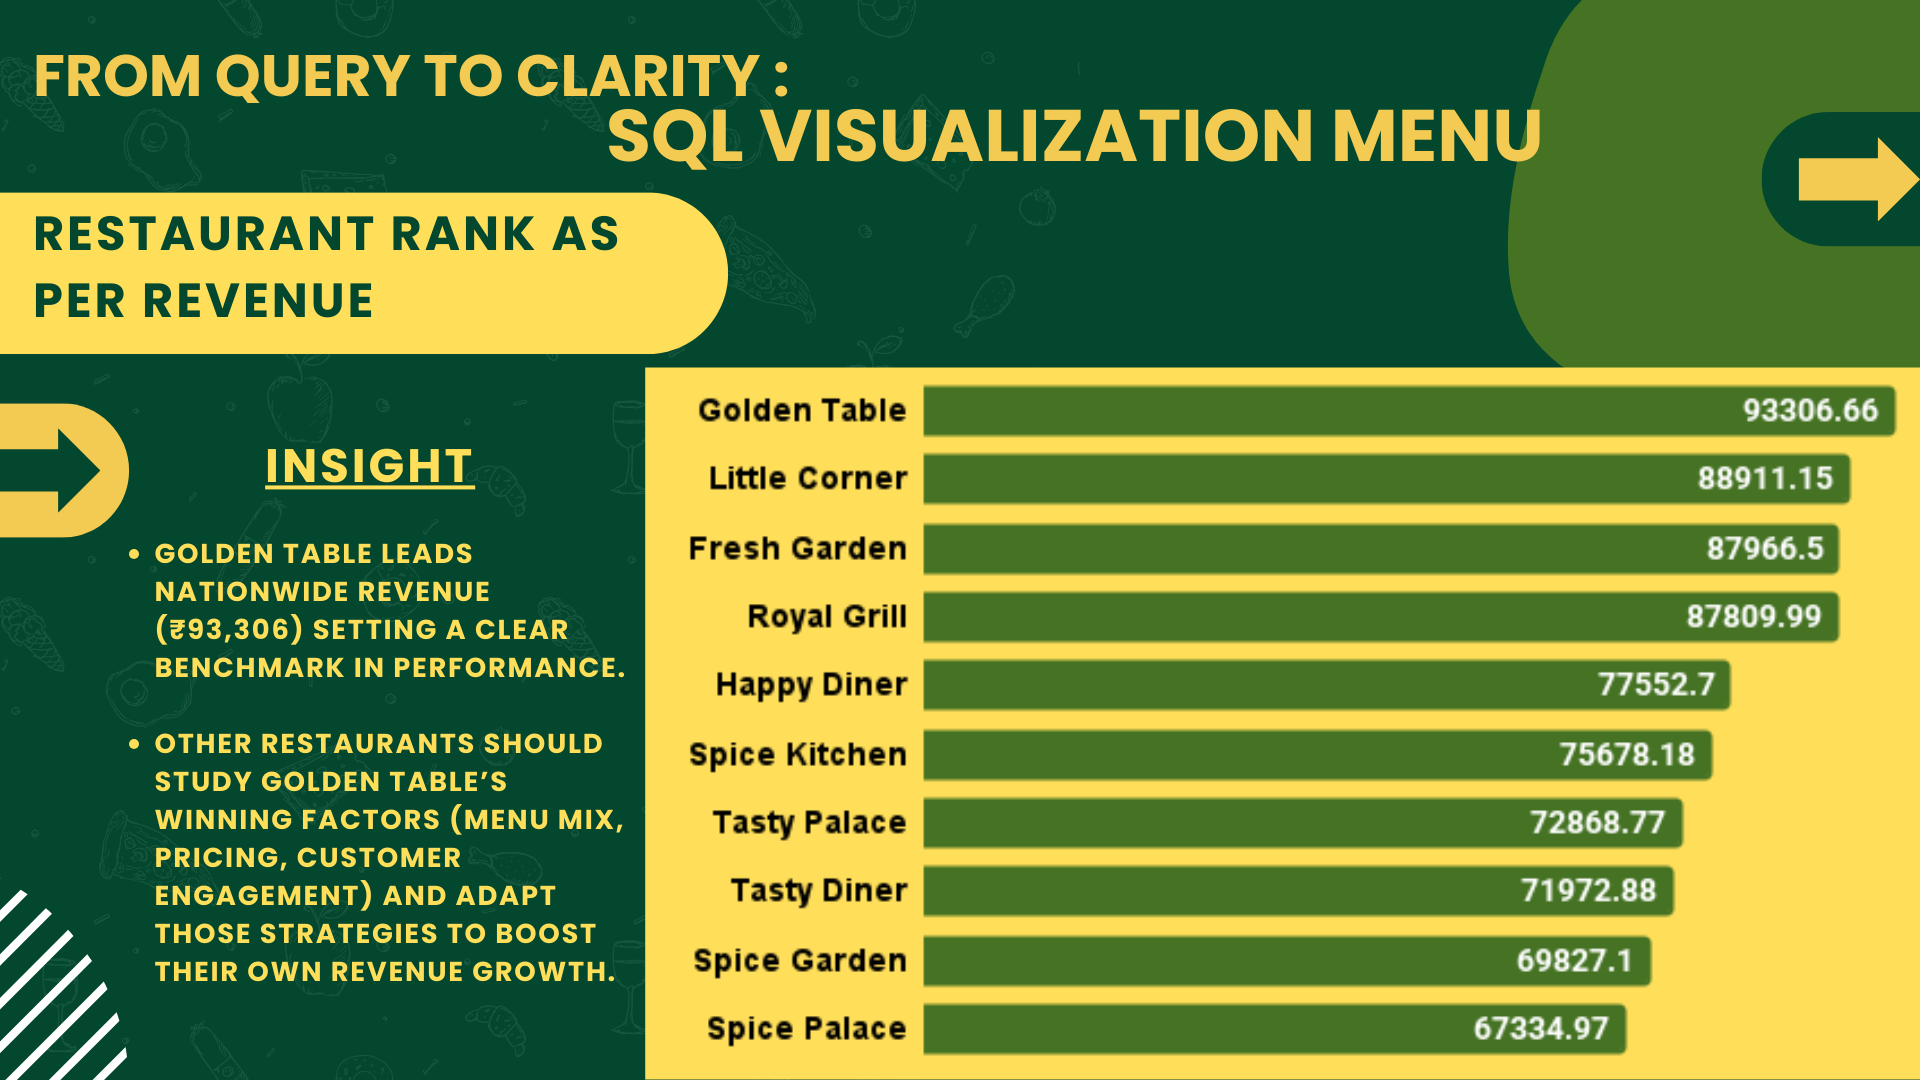 FROM QUERY TO CLARITY :
SQL VISUALIZATION MENU
RESTAURANT RANK AS
PER REVENUE
INSIGHT
• GOLDEN TABLE LEADS
NATIONWIDE REVENUE
(₹93,306) SETTING A CLEAR
BENCHMARK IN PERFORMANCE.
• OTHER RESTAURANTS SHOULD
STUDY GOLDEN TABLE’S
WINNING FACTORS (MENU MIX,
PRICING, CUSTOMER
ENGAGEMENT) AND ADAPT
THOSE STRATEGIES TO BOOST
THEIR OWN REVENUE GROWTH.
Golden Table 93306.66
Little Corner 88911.15
Fresh Garden 87966.5
Royal Grill 87809.99
Happy Diner 77552.7
Spice Kitchen 75678.18
Tasty Palace 72868.77
Tasty Diner 71972.88
Spice Garden 69827.1
Spice Palace 67334.97